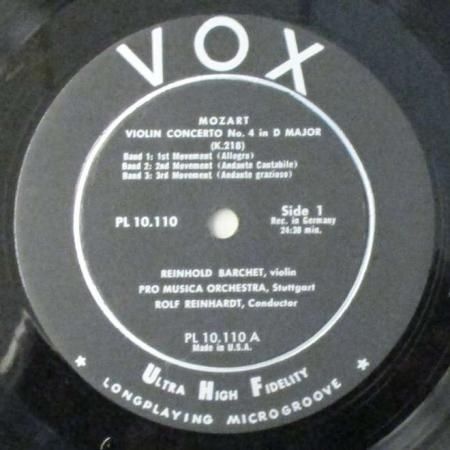 VOX
MOZART
VIOLIN CONCERTO No. 4 in D MAJOR
(K.218)
Band 1: 1st Movement (Allegro)
Band 2: 2nd Movement (Andante Cantabile)
Band 3: 3rd Movement (Andante grazioso)
PL 10.110
Side 1
Rec. in Germany
24:30 min.
REINHOLD BARCHET, violin
PRO MUSICA ORCHESTRA, Stuttgart
ROLF REINHARDT, Conductor
PL 10.110 A
Made in U.S.A.
ULTRA HIGH FIDELITY
* LONGPLAYING MICROGROOVE *